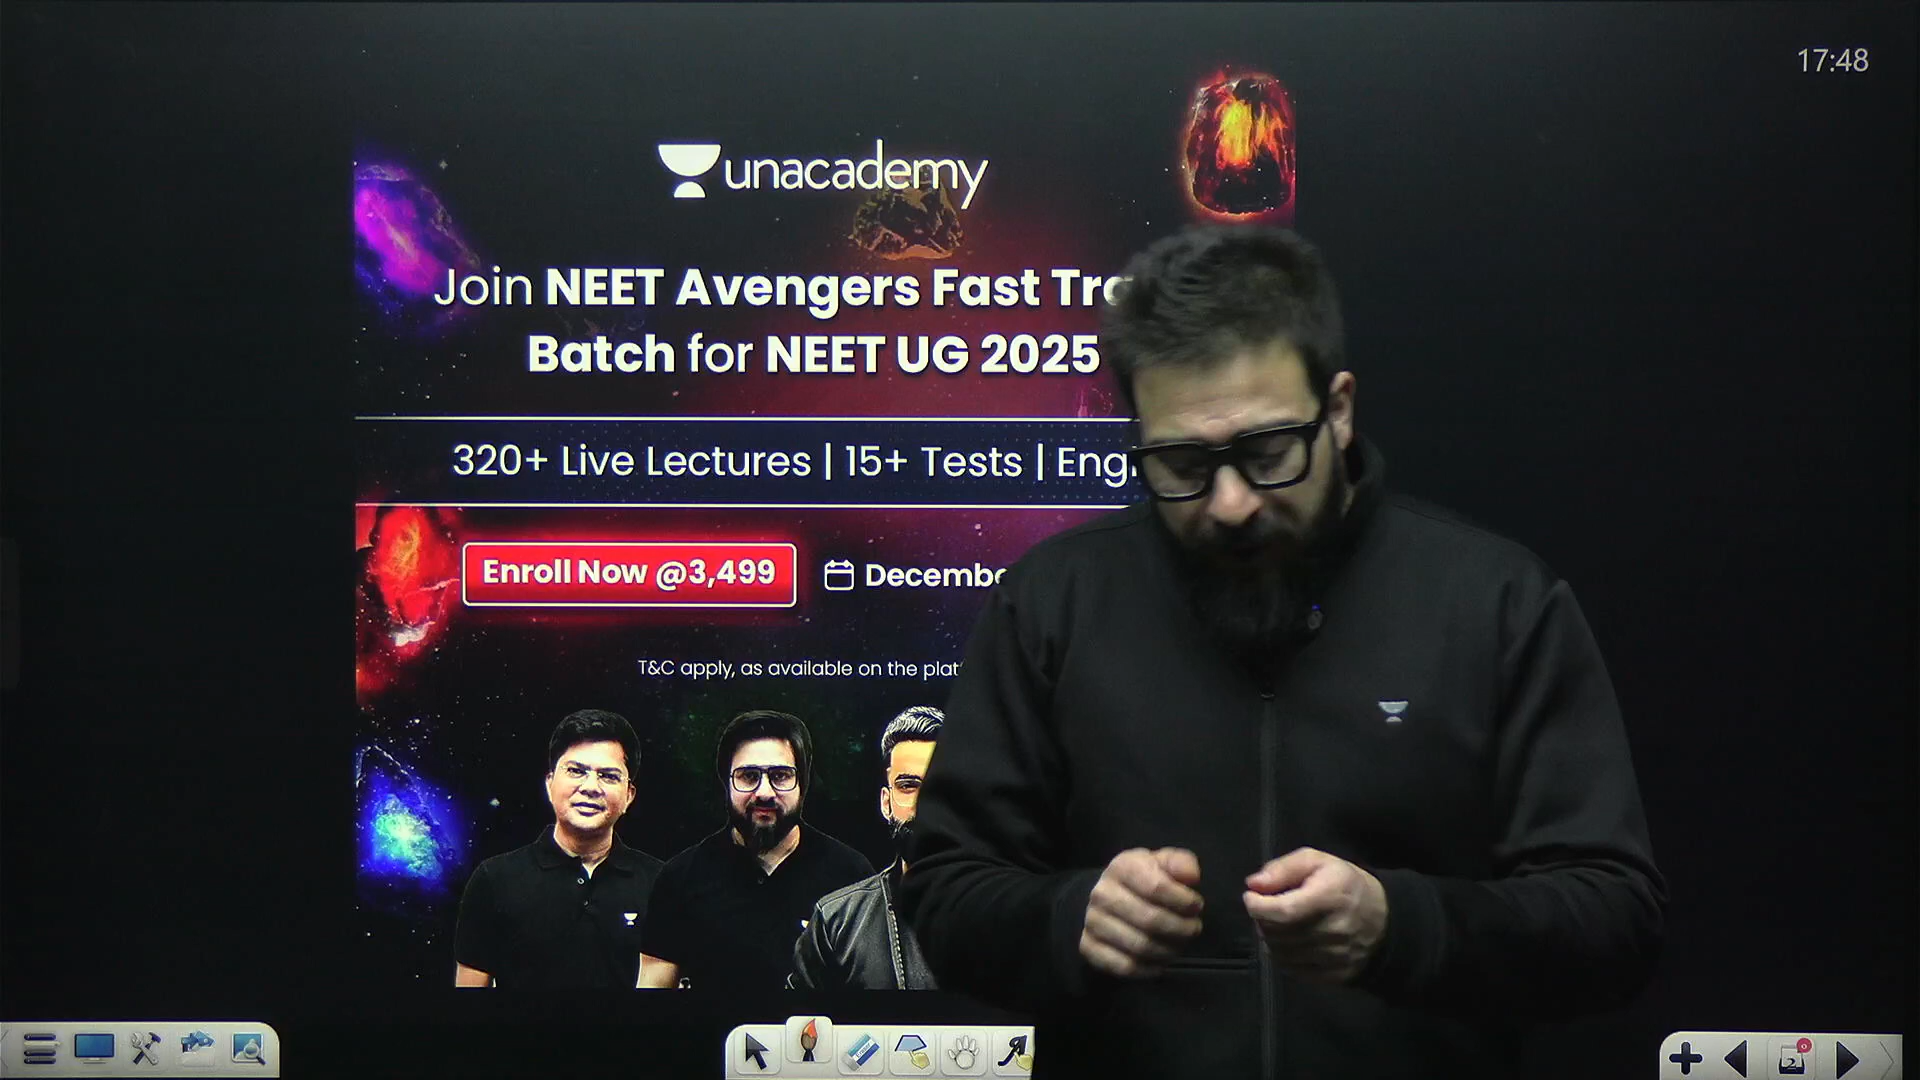 17:48
unacademy
Join NEET Avengers Fast Tra
Batch for NEET UG 2025
320+ Live Lectures | 15+ Tests | Eng
Enroll Now @3,499
Decembe
T&C apply, as available on the plat